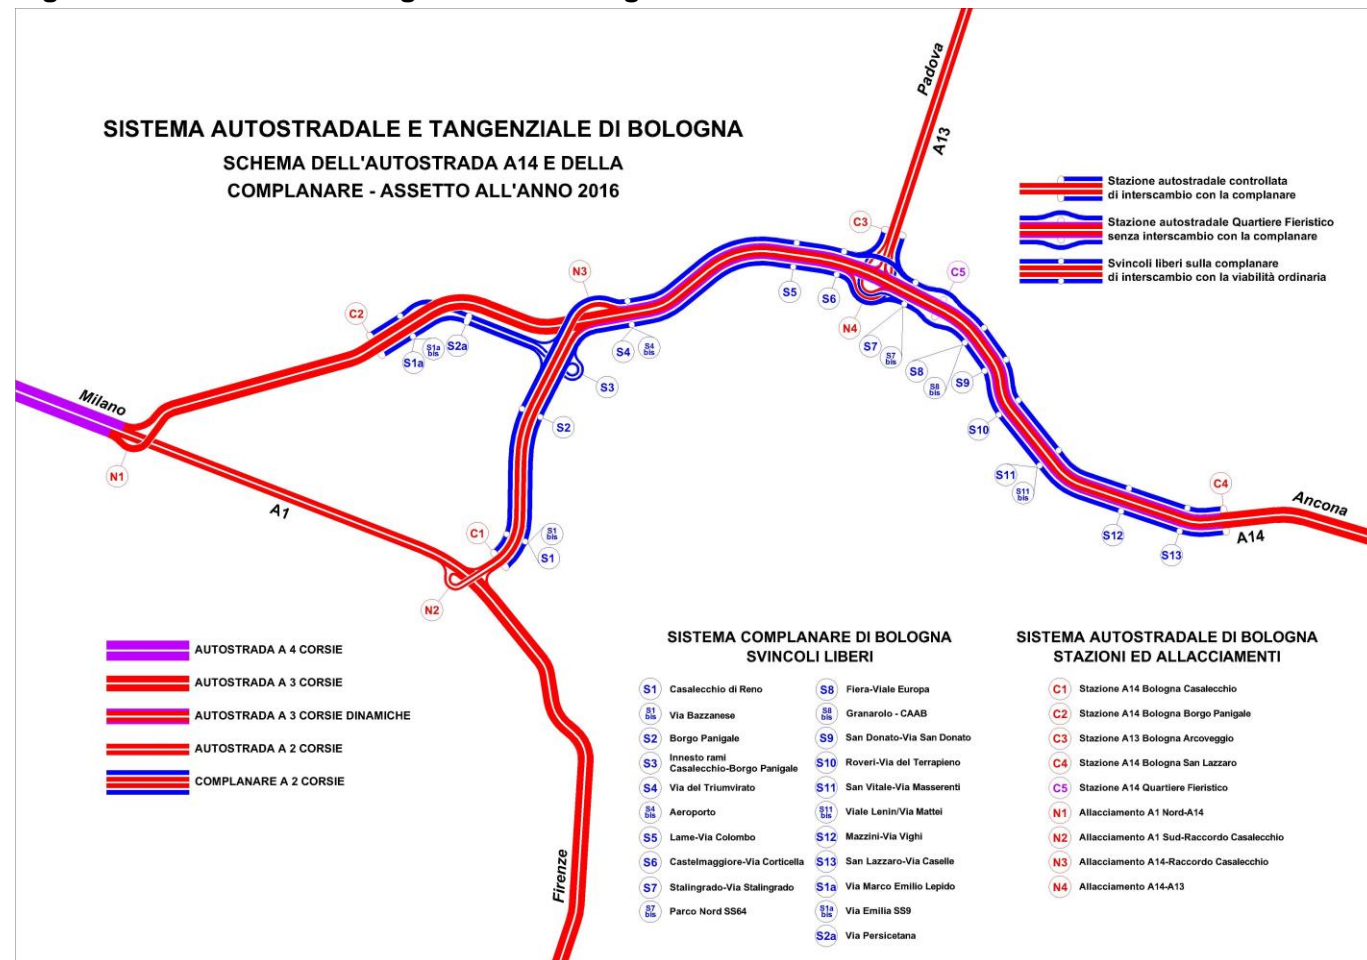 SISTEMA AUTOSTRADALE E TANGENZIALE DI BOLOGNA
SCHEMA DELL'AUTOSTRADA A14 E DELLA
COMPLANARE - ASSETTO ALL'ANNO 2016
Padova
A13
Stazione autostradale controllata
di interscambio con la complanare
Stazione autostradale Quartiere Fieristico
senza interscambio con la complanare
Svincoli liberi sulla complanare
di interscambio con la viabilità ordinaria
C3
C5
N3
C2
S1a
S1a bis
S2a
S4
S4 bis
S3
S2
S5
S6
N4
S7
S7 bis
S8
S8 bis
S9
S10
S11
S11 bis
S12
S13
C4
Ancona
A14
Milano
N1
A1
C1
S1 bis
S1
N2
Firenze
AUTOSTRADA A 4 CORSIE
AUTOSTRADA A 3 CORSIE
AUTOSTRADA A 3 CORSIE DINAMICHE
AUTOSTRADA A 2 CORSIE
COMPLANARE A 2 CORSIE
SISTEMA COMPLANARE DI BOLOGNA
SVINCOLI LIBERI
S1 Casalecchio di Reno
S1 bis Via Bazzanese
S2 Borgo Panigale
S3 Innesto rami
Casalecchio-Borgo Panigale
S4 Via del Triumvirato
S4 bis Aeroporto
S5 Lame-Via Colombo
S6 Castelmaggiore-Via Corticella
S7 Stalingrado-Via Stalingrado
S7 bis Parco Nord SS64
S8 Fiera-Viale Europa
S8 bis Granarolo - CAAB
S9 San Donato-Via San Donato
S10 Roveri-Via del Terrapieno
S11 San Vitale-Via Masserenti
S11 bis Viale Lenin/Via Mattei
S12 Mazzini-Via Vighi
S13 San Lazzaro-Via Caselle
S1a Via Marco Emilio Lepido
S1a bis Via Emilia SS9
S2a Via Persicetana
SISTEMA AUTOSTRADALE DI BOLOGNA
STAZIONI ED ALLACCIAMENTI
C1 Stazione A14 Bologna Casalecchio
C2 Stazione A14 Bologna Borgo Panigale
C3 Stazione A13 Bologna Arcoveggio
C4 Stazione A14 Bologna San Lazzaro
C5 Stazione A14 Quartiere Fieristico
N1 Allacciamento A1 Nord-A14
N2 Allacciamento A1 Sud-Raccordo Casalecchio
N3 Allacciamento A14-Raccordo Casalecchio
N4 Allacciamento A14-A13